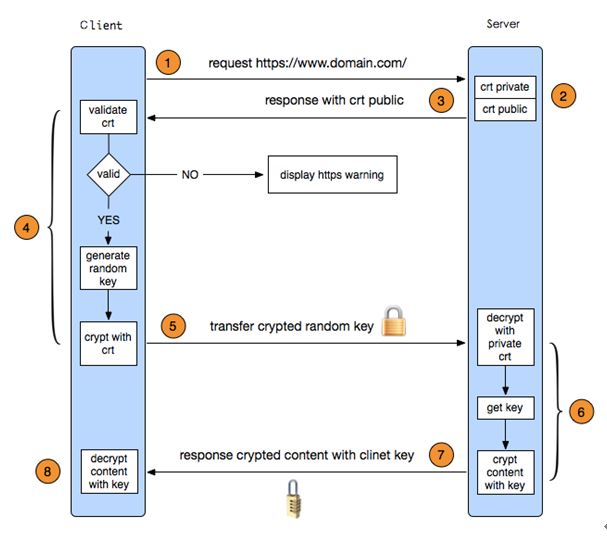 Client
Server
1
request https://www.domain.com/
crt private
crt public
2
response with crt public
3
validate
crt
valid
NO
display https warning
YES
4
generate
random
key
crypt with
crt
5
transfer crypted random key
decrypt
with
private
crt
get key
6
crypt
content
with key
response crypted content with clinet key
7
8
decrypt
content
with key